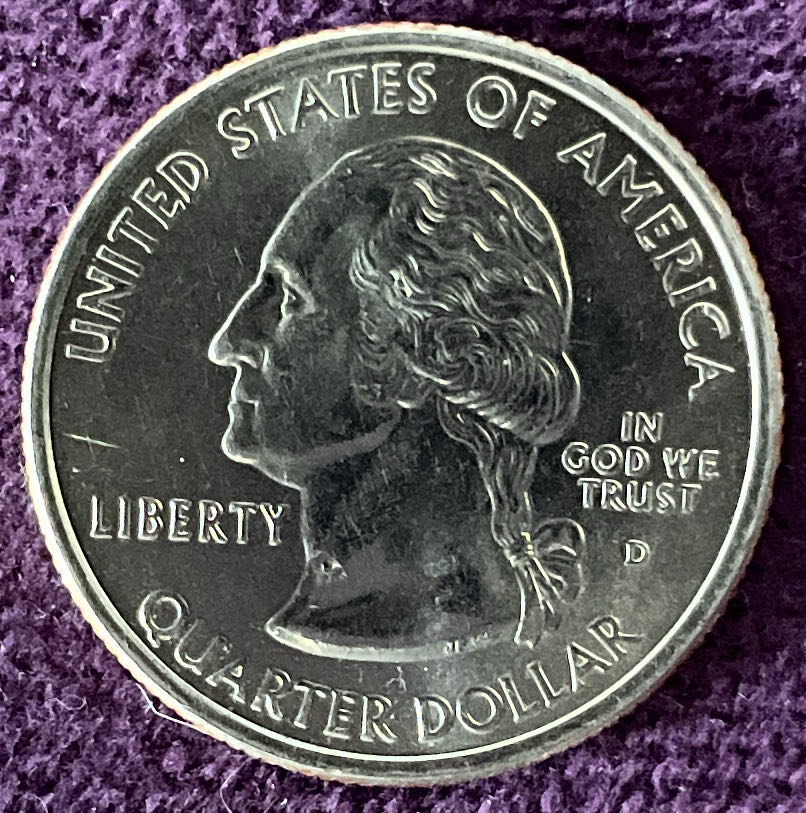 UNITED STATES OF AMERICA
LIBERTY
IN
GOD WE
TRUST
D
QUARTER DOLLAR